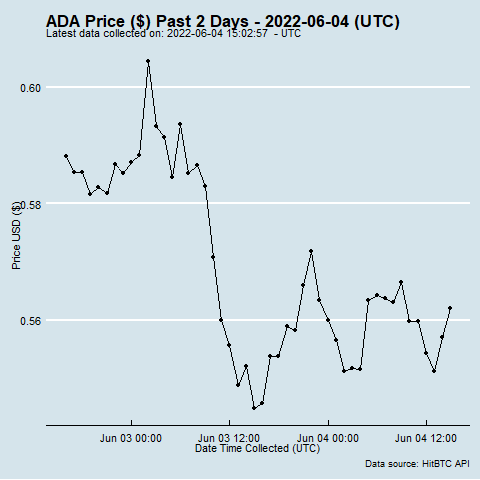 ADA Price ($) Past 2 Days - 2022-06-04 (UTC)
Latest data collected on: 2022-06-04 15:02:57 - UTC
0.60
0.58
0.56
Price USD ($)
Jun 03 00:00
Jun 03 12:00
Jun 04 00:00
Jun 04 12:00
Date Time Collected (UTC)
Data source: HitBTC API